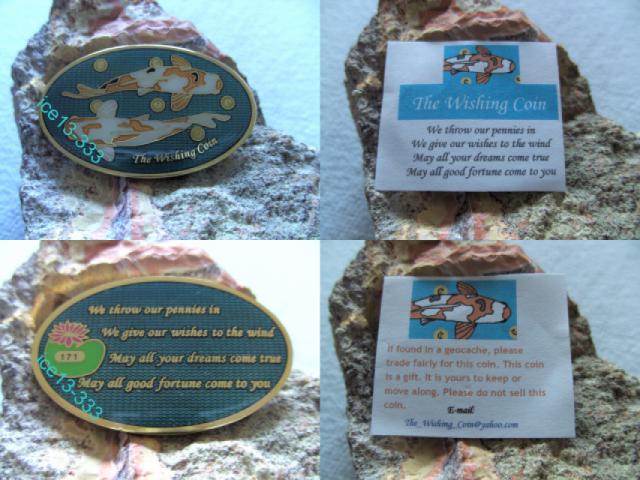 The Wishing Coin
ice13-333
The Wishing Coin
We throw our pennies in
We give our wishes to the wind
May all your dreams come true
May all good fortune come to you
We throw our pennies in
We give our wishes to the wind
171
May all your dreams come true
May all good fortune come to you
ice13-333
If found in a geocache, please
trade fairly for this coin. This coin
is a gift. It is yours to keep or
move along. Please do not sell this
coin.
E-mail
The_Wishing_Coin@yahoo.com